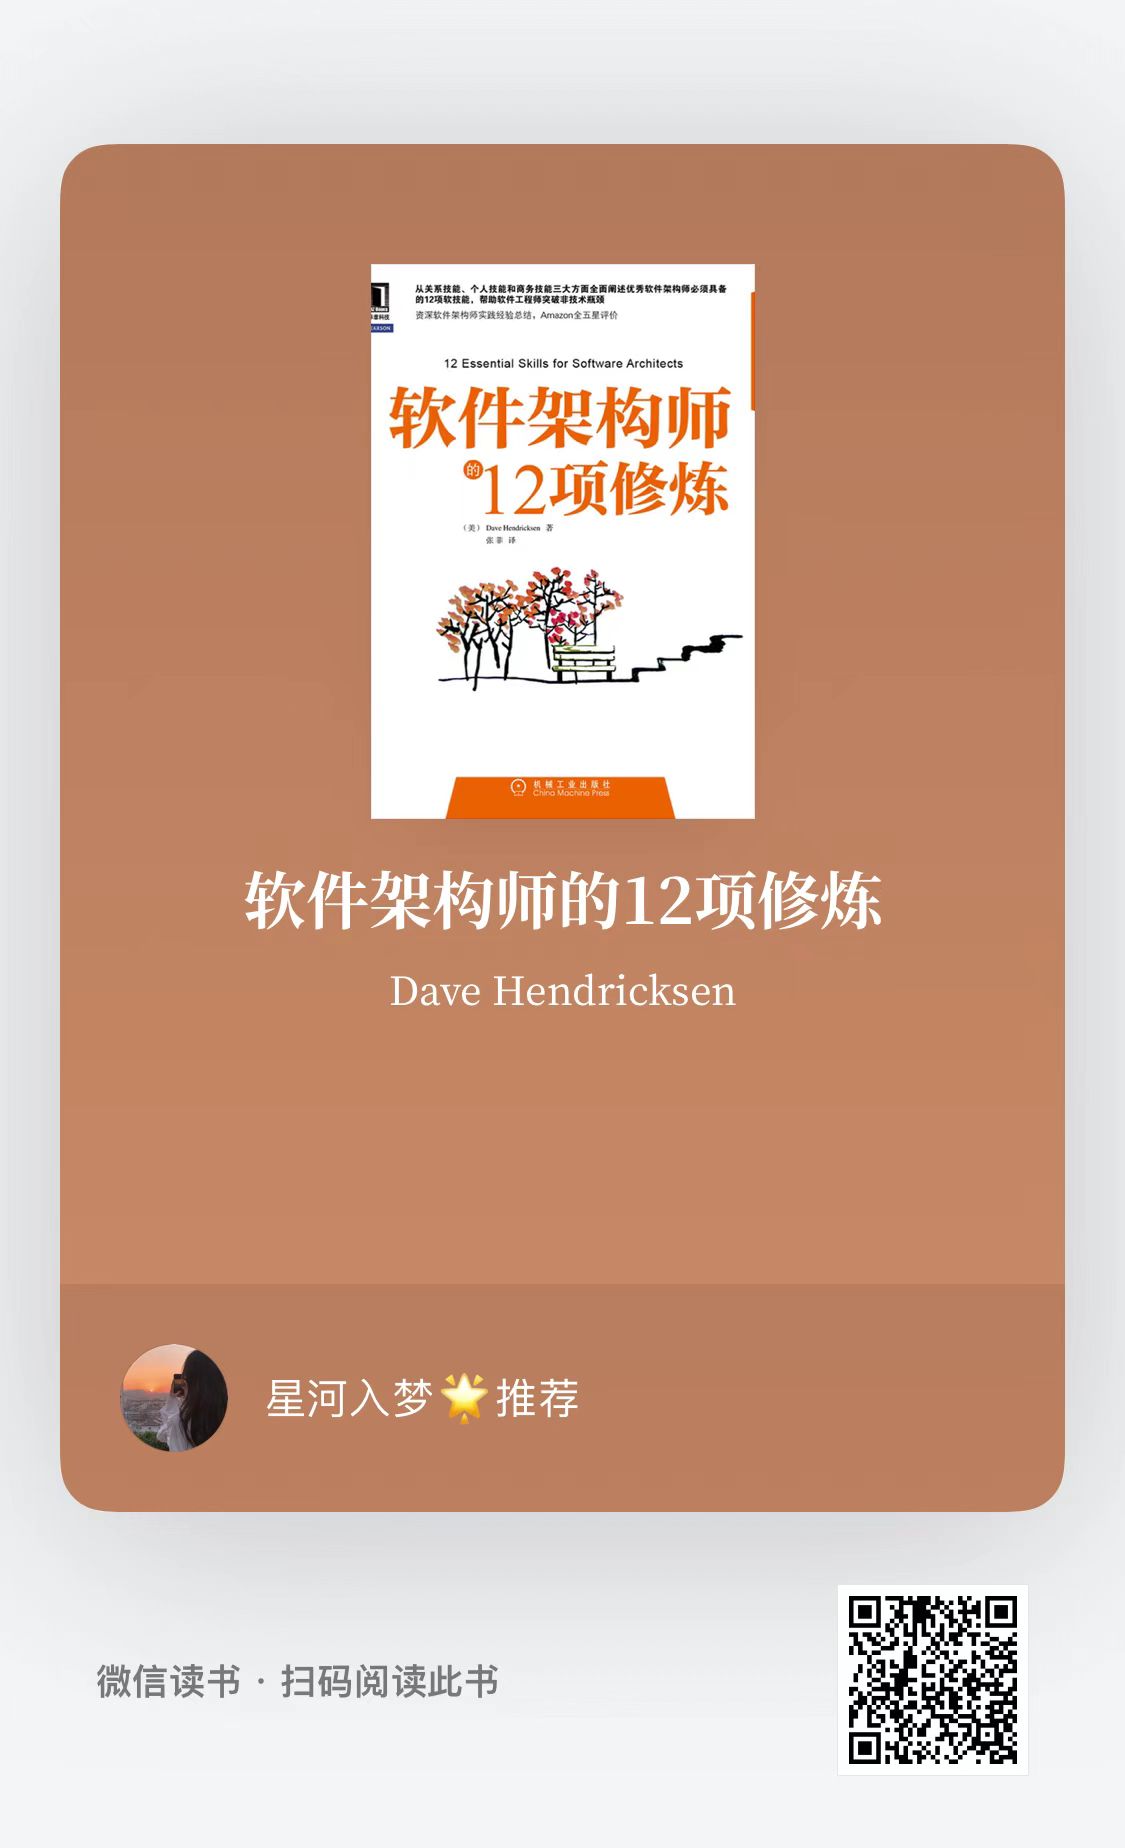 从关系技能、个人技能和商务技能三大方面全面阐述优秀软件架构师必须具备
的12项软技能，帮助软件工程师突破非技术瓶颈
资深软件架构师实践经验总结，Amazon全五星评价
12 Essential Skills for Software Architects
软件架构师
的12项修炼
（美） Dave Hendricksen 著
张菲 译
机械工业出版社
China Machine Press
软件架构师的12项修炼
Dave Hendricksen
星河入梦🌟推荐
微信读书 · 扫码阅读此书